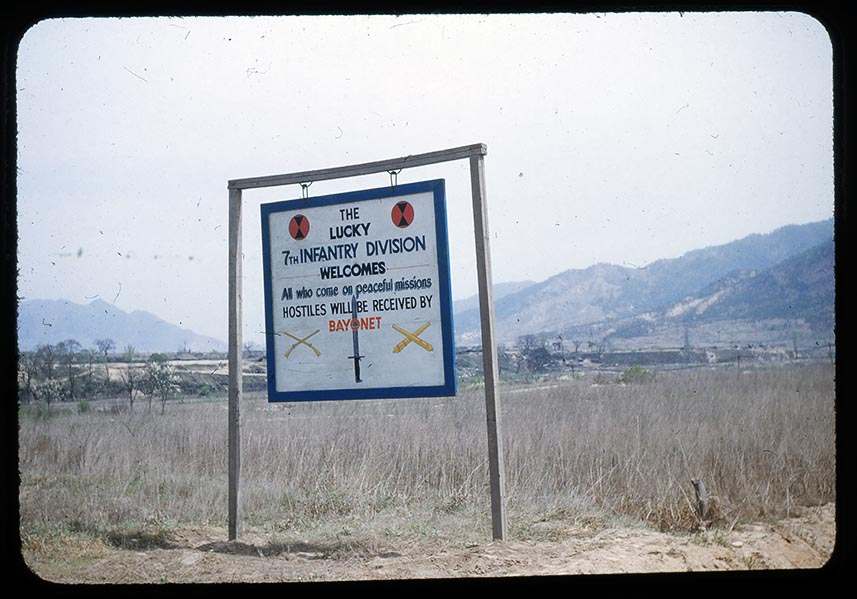 THE
LUCKY
7TH INFANTRY DIVISION
WELCOMES
All who come on peaceful missions
HOSTILES WILL BE RECEIVED BY
BAYONET